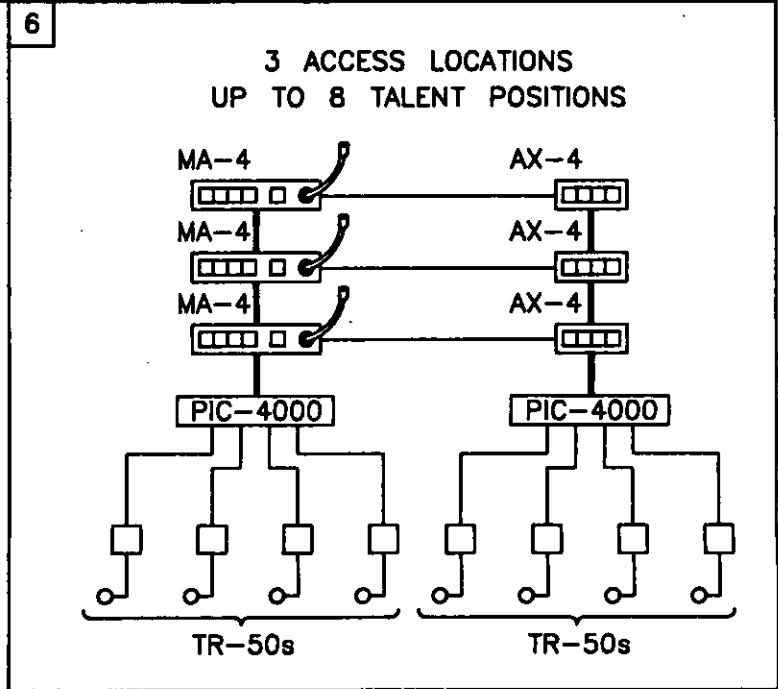 6
3 ACCESS LOCATIONS
UP TO 8 TALENT POSITIONS
MA-4 AX-4
MA-4 AX-4
MA-4 AX-4
PIC-4000 PIC-4000
TR-50s TR-50s